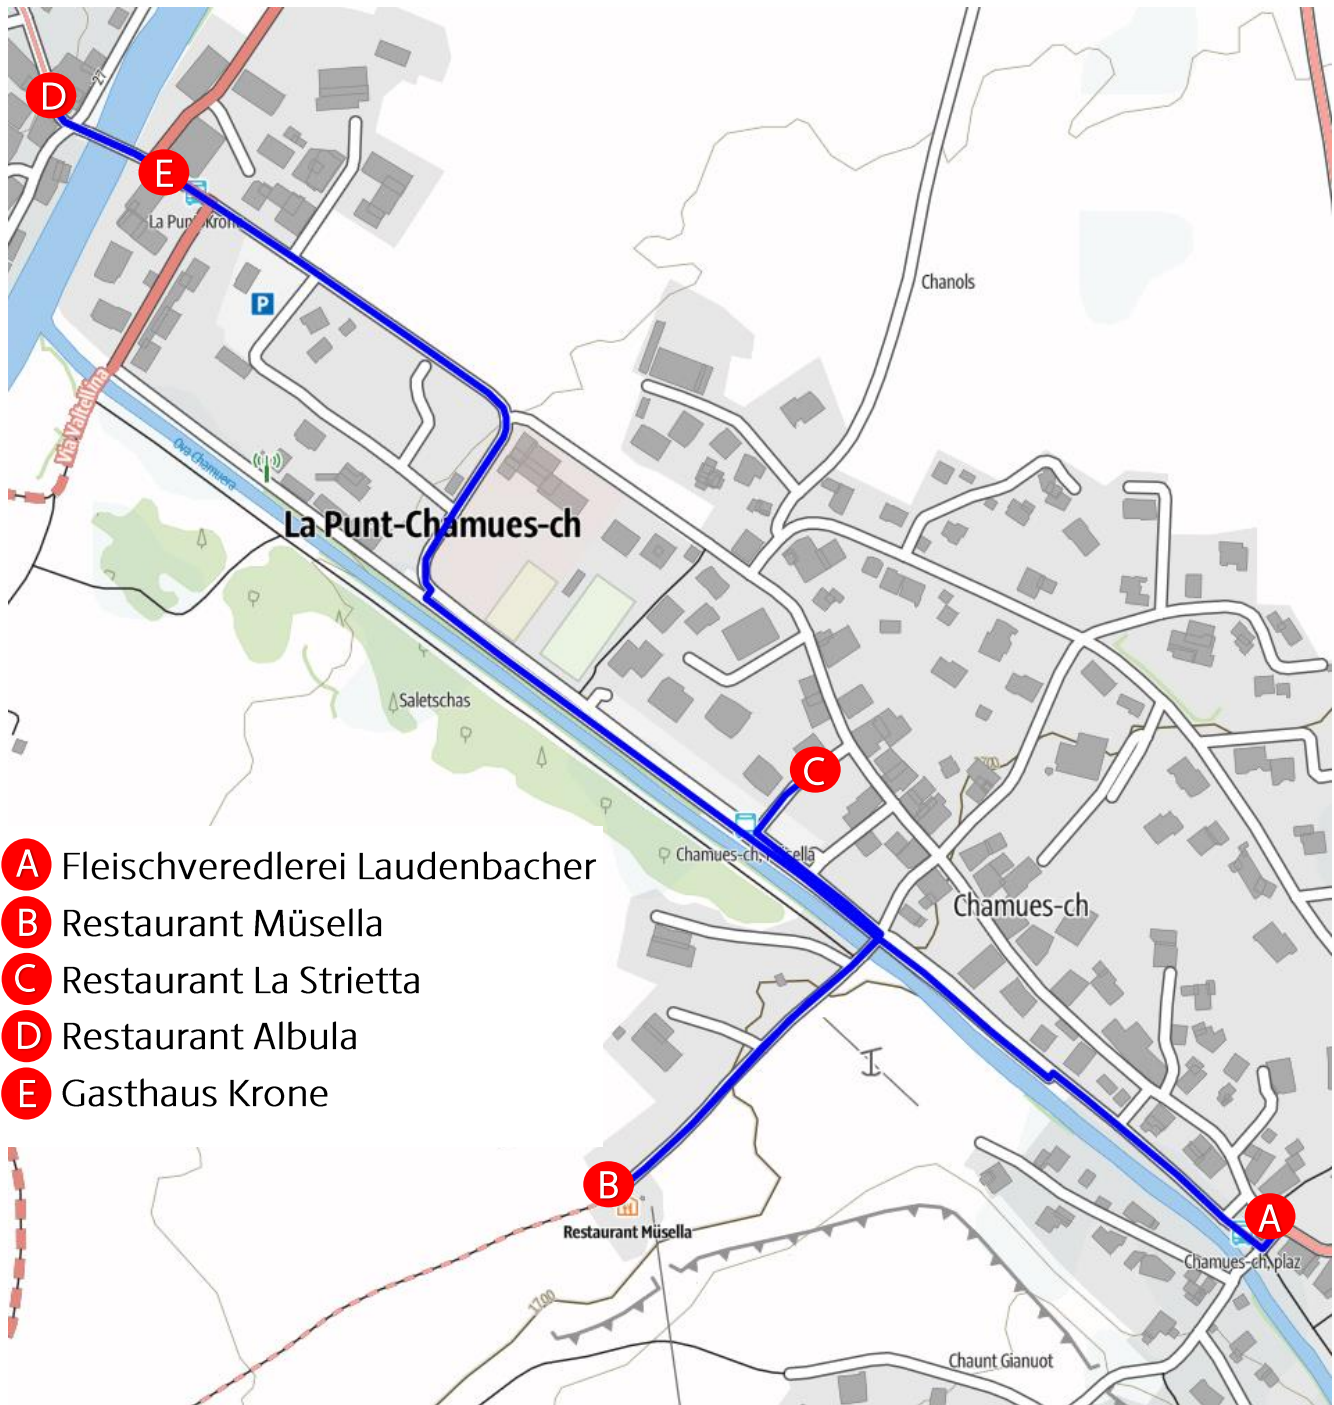 D
27
E
La Punt, Krone
P
Chanols
Via Valtellina
Ova Chamuera
La Punt-Chamues-ch
Saletschas
C
Chamues-ch,
A Fleischveredlerei Laudenbacher
B Restaurant Müsella
C Restaurant La Strietta
D Restaurant Albula
E Gasthaus Krone
Chamues-ch
B
Restaurant Müsella
A
Chamues-ch, plaz
1700
Chaunt Gianuot